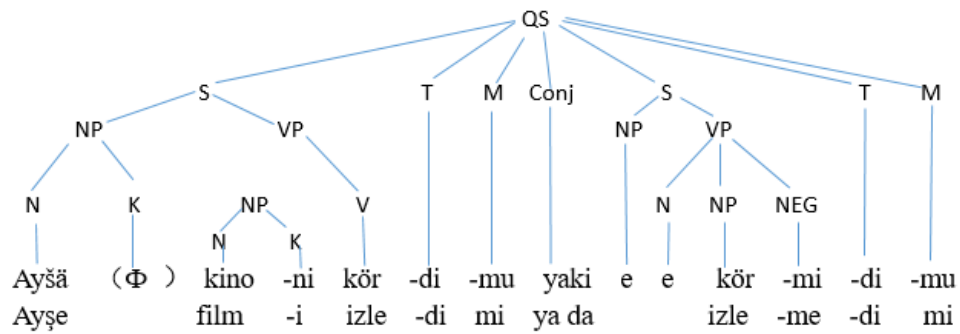 QS
S T M Conj S T M
NP VP NP VP
N K NP V N NP NEG
N K
Ayšä (Φ ) kino -ni kör -di -mu yaki e e kör -mi -di -mu
Ayşe film -i izle -di mi ya da izle -me -di mi